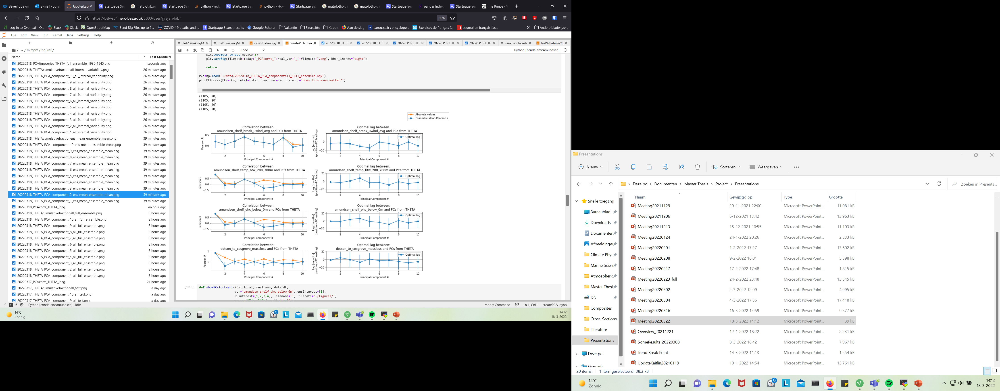 Beveiligde en
E-mail - Jore
JupyterLab
Startpage Se
matplotlib.py
Startpage Se
python - redu
Startpage Se
python - How
Startpage Se
matplotlib.da
matplotlib.da
Startpage Se
pandas.Index
Startpage Se
The Prince - W
https://bslws04.nerc-bas.ac.uk:8000/user/grejan/lab?
90%
Log in to Overleaf - O...
Slack
Slack
OpenStreetMap
Send Big Files up to 5...
COVID-19 deaths and ...
Startpage Search results
Google Scholar
Vakantie
Financiën
Kopen
Aan de slag
Larousse.fr : encyclopé...
Exercices de français (...
Journal en français fac...
Andere bladwijzers
File Edit View Run Kernel Tabs Settings Help
/ ··· / mitgcm / figures /
Name Last Modified
20220318_PCAtimeseries_THETA_full_ensemble_1935-1945.png seconds ago
20220318_THETAcumulativefractionall_internal_variability.png 26 minutes ago
20220318_THETA_PCA_component_10_all_internal_variability.png 26 minutes ago
20220318_THETA_PCA_component_9_all_internal_variability.png 26 minutes ago
20220318_THETA_PCA_component_8_all_internal_variability.png 26 minutes ago
20220318_THETA_PCA_component_7_all_internal_variability.png 26 minutes ago
20220318_THETA_PCA_component_6_all_internal_variability.png 26 minutes ago
20220318_THETA_PCA_component_5_all_internal_variability.png 26 minutes ago
20220318_THETA_PCA_component_4_all_internal_variability.png 26 minutes ago
20220318_THETA_PCA_component_3_all_internal_variability.png 26 minutes ago
20220318_THETA_PCA_component_2_all_internal_variability.png 26 minutes ago
20220318_THETA_PCA_component_1_all_internal_variability.png 26 minutes ago
20220318_THETAcumulativefractionens_mean_ensemble_mean.png 39 minutes ago
20220318_THETA_PCA_component_10_ens_mean_ensemble_mean.png 39 minutes ago
20220318_THETA_PCA_component_9_ens_mean_ensemble_mean.png 39 minutes ago
20220318_THETA_PCA_component_8_ens_mean_ensemble_mean.png 39 minutes ago
20220318_THETA_PCA_component_7_ens_mean_ensemble_mean.png 39 minutes ago
20220318_THETA_PCA_component_6_ens_mean_ensemble_mean.png 39 minutes ago
20220318_THETA_PCA_component_5_ens_mean_ensemble_mean.png 39 minutes ago
20220318_THETA_PCA_component_4_ens_mean_ensemble_mean.png 39 minutes ago
20220318_THETA_PCA_component_3_ens_mean_ensemble_mean.png 39 minutes ago
20220318_THETA_PCA_component_2_ens_mean_ensemble_mean.png 39 minutes ago
20220318_THETA_PCA_component_1_ens_mean_ensemble_mean.png 39 minutes ago
20220318_PCAcorrs_THETA_.png an hour ago
20220318_THETAcumulativefractionall_full_ensemble.png 3 hours ago
20220318_THETA_PCA_component_10_all_full_ensemble.png 3 hours ago
20220318_THETA_PCA_component_9_all_full_ensemble.png 3 hours ago
20220318_THETA_PCA_component_8_all_full_ensemble.png 3 hours ago
20220318_THETA_PCA_component_7_all_full_ensemble.png 3 hours ago
20220318_THETA_PCA_component_6_all_full_ensemble.png 3 hours ago
20220318_THETA_PCA_component_5_all_full_ensemble.png 3 hours ago
20220318_THETA_PCA_component_4_all_full_ensemble.png 3 hours ago
20220318_THETA_PCA_component_3_all_full_ensemble.png 3 hours ago
20220318_THETA_PCA_component_2_all_full_ensemble.png 3 hours ago
20220318_THETA_PCA_component_1_all_full_ensemble.png 3 hours ago
20220317_PCAcorrs_THETA_.png 21 hours ago
20220317_THETAcumulativefractionall_test.png a day ago
20220317_THETA_PCA_component_10_all_test.png a day ago
20220317_THETA_PCA_component_9_all_test.png a day ago
bsl2_makingM
bsl1_makingM
caseStudies.ipy
createPCA.ipyn
20220318_THE
20220318_THE
20220318_THE
20220318_THE
20220318_THE
unixFunctionsM
testWhateverYo
Code
Python [conda env:amundsen]
plt.subplots_adjust(hspace=1)
plt.savefig(filepath+today+"_PCAcorrs_"+real_var+'_'+filename+".png", bbox_inches='tight')
return
PCs=np.load('./data/20220318_THETA_PCA_componentall_full_ensemble.npy')
plotPCACorrs(PCs=PCs, total=total, real_var=var, data_dt='does this even matter?')
(1105, 20)
(1105, 20)
(1105, 20)
(1105, 20)
Absolute values
Ensemble Mean Pearson r
Correlation between:
amundsen_shelf_break_uwind_avg and PCs from THETA
Pearson R
0.5
0.0
2 4 6 8 10
Principal Component #
Optimal lag between:
amundsen_shelf_break_uwind_avg and PCs from THETA
Lag [months]
(positive=PC leading)
Optimal lag
0
−20
2 4 6 8 10
Principal Component #
Correlation between:
amundsen_shelf_temp_btw_200_700m and PCs from THETA
Pearson R
0.5
0.0
−0.5
2 4 6 8 10
Principal Component #
Optimal lag between:
amundsen_shelf_temp_btw_200_700m and PCs from THETA
Lag [months]
(positive=PC leading)
Optimal lag
20
0
−20
2 4 6 8 10
Principal Component #
Correlation between:
amundsen_shelf_ohc_below_0m and PCs from THETA
Pearson R
0.5
0.0
−0.5
2 4 6 8 10
Principal Component #
Optimal lag between:
amundsen_shelf_ohc_below_0m and PCs from THETA
Lag [months]
(positive=PC leading)
Optimal lag
20
0
−20
2 4 6 8 10
Principal Component #
Correlation between:
dotson_to_cosgrove_massloss and PCs from THETA
Pearson R
1
0
2 4 6 8 10
Principal Component #
Optimal lag between:
dotson_to_cosgrove_massloss and PCs from THETA
Lag [months]
(positive=PC leading)
Optimal lag
20
0
−20
2 4 6 8 10
Principal Component #
[106]: def showPCsforEvent(PCs, total, real_var, data_dt,
var='amundsen_shelf_ohc_below_0m', ensinterest=[1],
PCinterest=[1,2,3,4], filename='', filepath='./figures/',
years=[1935, 1945], method='all'):
0 6 Python [conda env:amundsen] | Idle
Mode: Command Ln 1, Col 1 createPCA.ipynb
14°C
Zonnig
14:12
18-3-2022
Presentations
Nieuw
Sorteren
Weergeven
Deze pc > Documenten > Master Thesis > Project > Presentations
Zoeken in Presenta...
Snelle toegang
Bureaublad
Downloads
Documenter
Afbeeldinge
Climate Phys
Marine Scien
Atmospheric
Master Thesi
D:\
Composites
Cross_Sections
Literature
Presentations
Deze pc
Netwerk
Naam Gewijzigd op Type Grootte
Meeting20211129 29-11-2021 22:00 Microsoft PowerPoint... 11.081 kB
Meeting20211206 6-12-2021 13:42 Microsoft PowerPoint... 13.963 kB
Meeting20211213 15-12-2021 10:55 Microsoft PowerPoint... 11.103 kB
Meeting20220124 24-1-2022 20:26 Microsoft PowerPoint... 2.333 kB
Meeting20220201 1-2-2022 17:27 Microsoft PowerPoint... 13.602 kB
Meeting20220208 9-2-2022 16:01 Microsoft PowerPoint... 5.398 kB
Meeting20220217 17-2-2022 17:48 Microsoft PowerPoint... 1.815 kB
Meeting20220223_full 24-2-2022 23:48 Microsoft PowerPoint... 13.545 kB
Meeting20220302 2-3-2022 12:09 Microsoft PowerPoint... 4.995 kB
Meeting20220304 4-3-2022 17:36 Microsoft PowerPoint... 17.418 kB
Meeting20220316 16-3-2022 14:59 Microsoft PowerPoint... 9.577 kB
Meeting20220322 18-3-2022 14:12 Microsoft PowerPoint... 39 kB
Overview_20211221 12-1-2022 18:22 Microsoft PowerPoint... 2.231 kB
SomeResults_20220308 8-3-2022 18:42 Microsoft PowerPoint... 7.967 kB
Trend Break Point 14-3-2022 11:13 Microsoft PowerPoint... 1.554 kB
UpdateKaitlin20210119 19-1-2022 14:54 Microsoft PowerPoint... 13.761 kB
20 items 1 item geselecteerd 38,3 kB
14°C
Zonnig
14:12
18-3-2022